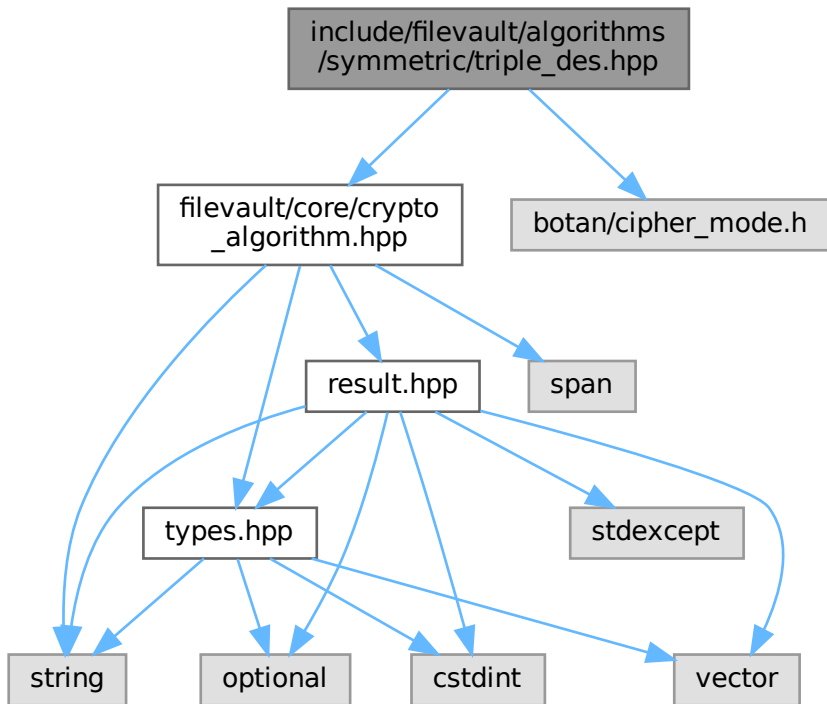 include/filevault/algorithms
/symmetric/triple_des.hpp
filevault/core/crypto
_algorithm.hpp
botan/cipher_mode.h
result.hpp
span
types.hpp
stdexcept
string
optional
cstdint
vector